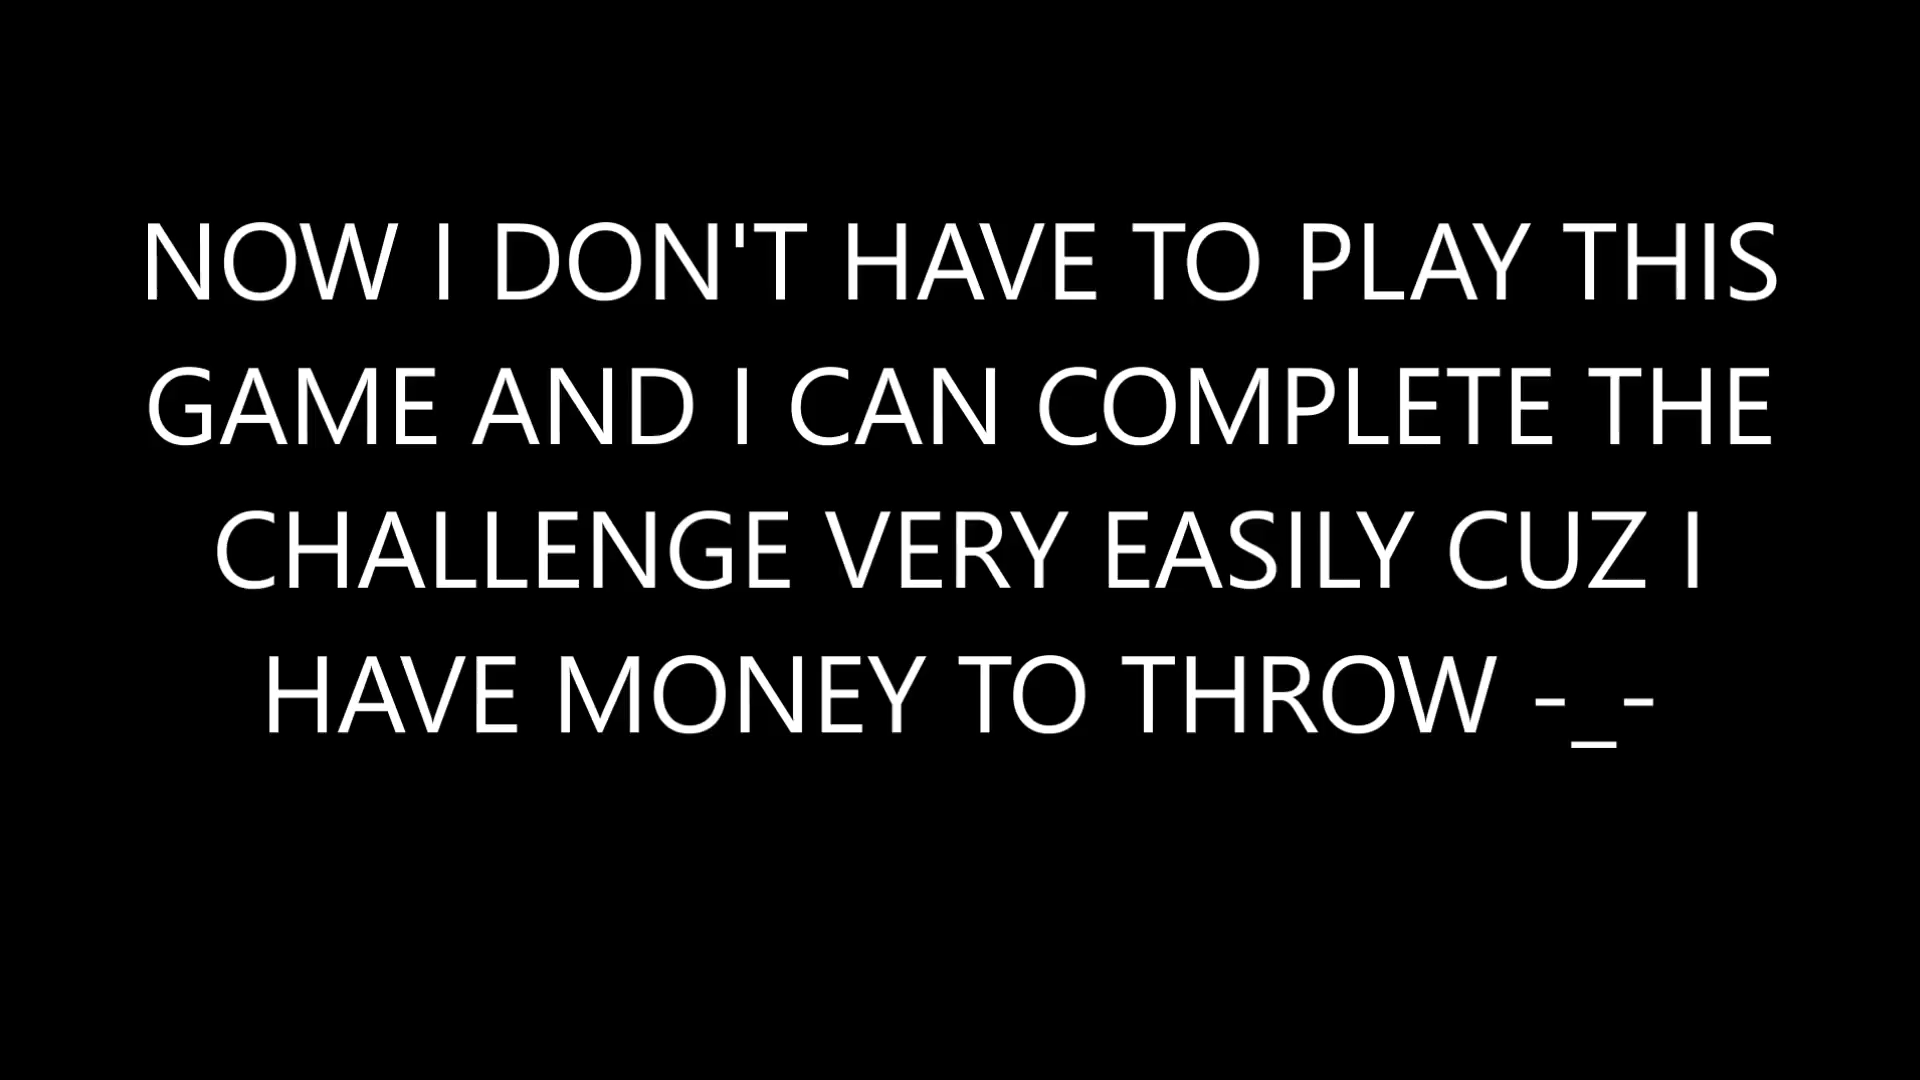 NOW I DON'T HAVE TO PLAY THIS
GAME AND I CAN COMPLETE THE
CHALLENGE VERY EASILY CUZ I
HAVE MONEY TO THROW -_-